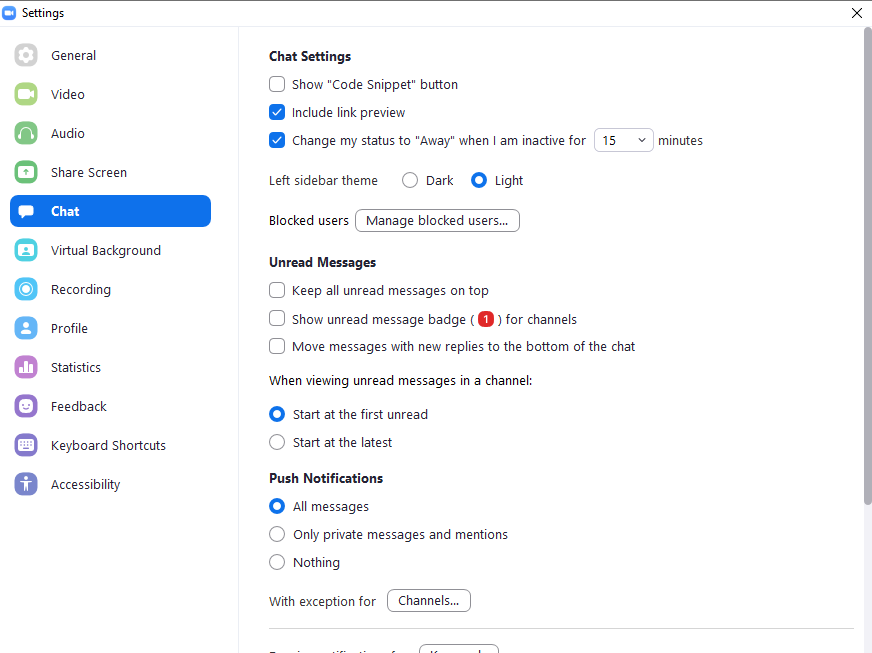 Settings
General
Video
Audio
Share Screen
Chat
Virtual Background
Recording
Profile
Statistics
Feedback
Keyboard Shortcuts
Accessibility
Chat Settings
Show "Code Snippet" button
Include link preview
Change my status to "Away" when I am inactive for 15 minutes
Left sidebar theme Dark Light
Blocked users Manage blocked users...
Unread Messages
Keep all unread messages on top
Show unread message badge ( 1 ) for channels
Move messages with new replies to the bottom of the chat
When viewing unread messages in a channel:
Start at the first unread
Start at the latest
Push Notifications
All messages
Only private messages and mentions
Nothing
With exception for Channels...